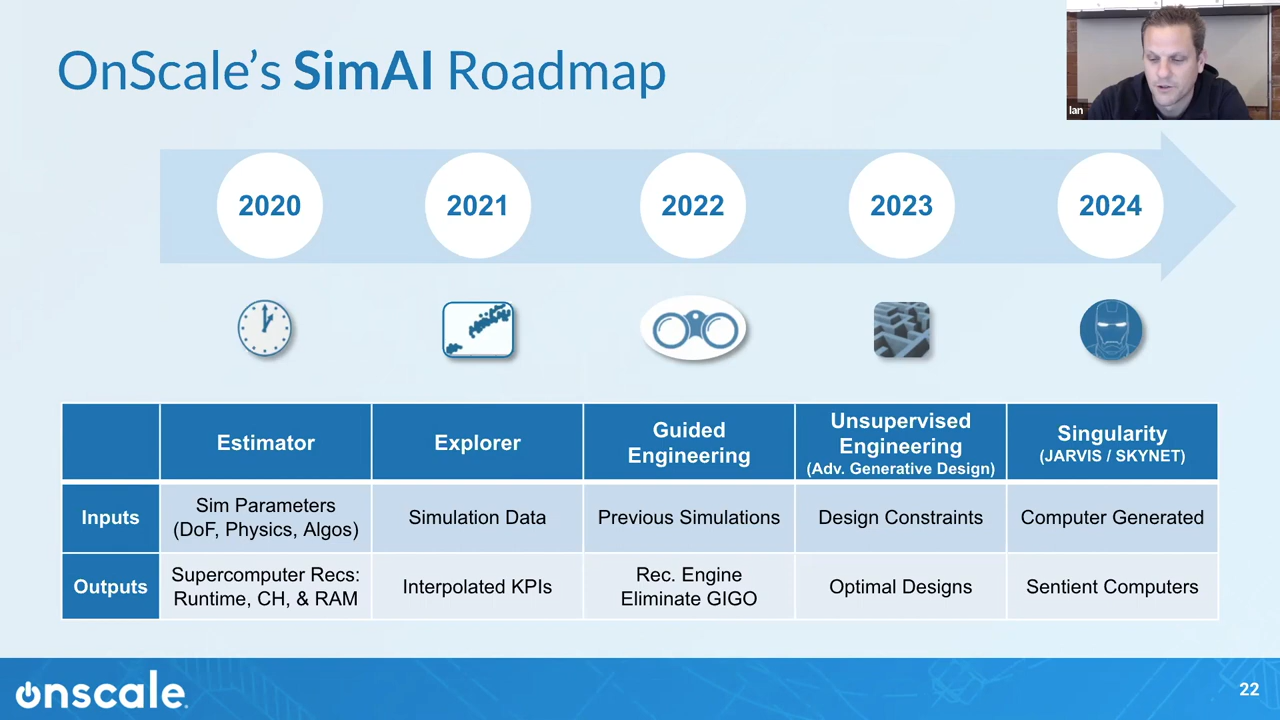 OnScale's SimAI Roadmap
Ian
2020
2021
2022
2023
2024
Estimator
Explorer
Guided
Engineering
Unsupervised
Engineering
(Adv. Generative Design)
Singularity
(JARVIS / SKYNET)
Inputs
Sim Parameters
(DoF, Physics, Algos)
Simulation Data
Previous Simulations
Design Constraints
Computer Generated
Outputs
Supercomputer Recs:
Runtime, CH, & RAM
Interpolated KPIs
Rec. Engine
Eliminate GIGO
Optimal Designs
Sentient Computers
onscale
22